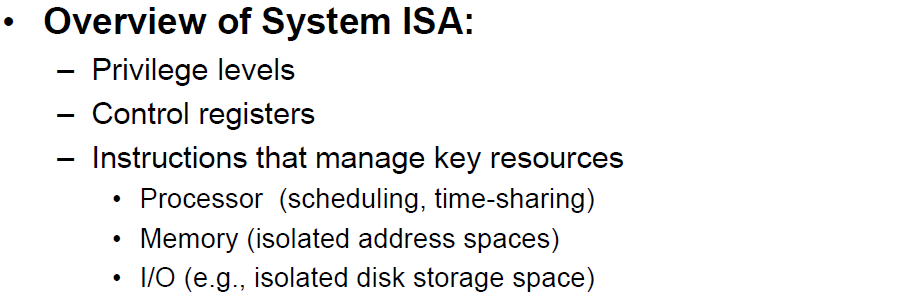 • Overview of System ISA:
– Privilege levels
– Control registers
– Instructions that manage key resources
• Processor (scheduling, time-sharing)
• Memory (isolated address spaces)
• I/O (e.g., isolated disk storage space)